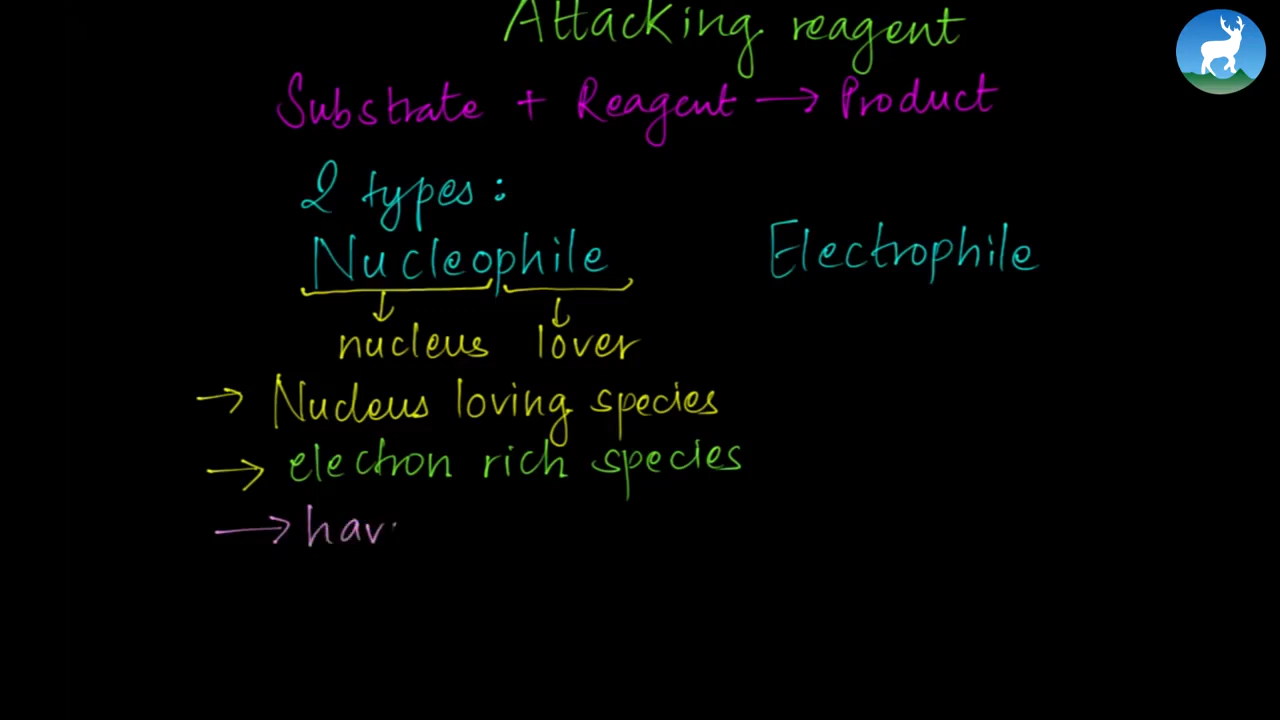 Attacking reagent
Substrate + Reagent → Product
2 types:
Nucleophile Electrophile
nucleus lover
→ Nucleus loving species
→ electron rich species
→ hav